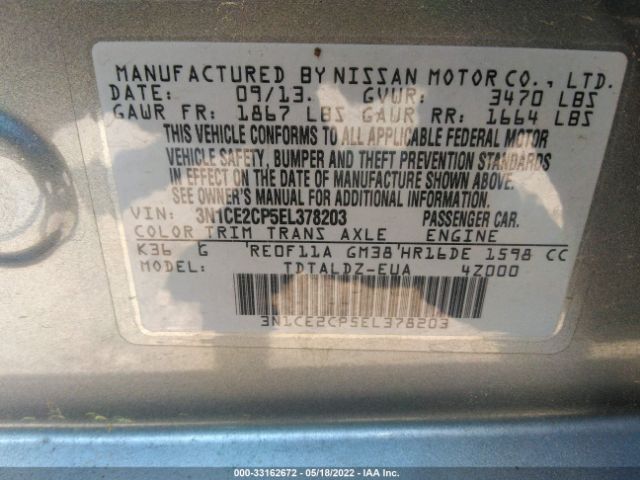 MANUFACTURED BY NISSAN MOTOR CO., LTD.
DATE: 09/13. GVWR: 3470 LBS
GAWR FR: 1867 LBS GAWR RR: 1664 LBS
THIS VEHICLE CONFORMS TO ALL APPLICABLE FEDERAL MOTOR
VEHICLE SAFETY, BUMPER AND THEFT PREVENTION STANDARDS
IN EFFECT ON THE DATE OF MANUFACTURE SHOWN ABOVE.
SEE OWNER'S MANUAL FOR ADDITIONAL INFORMATION.
VIN: 3N1CE2CP5EL378203 PASSENGER CAR.
COLOR TRIM TRANS AXLE ENGINE
K36 G 'RE0F11A GM38'HR16DE 1598 CC
MODEL: TDTALDZ-EUA 4Z000
3N1CE2CP5EL378203
000-33162672 - 05/18/2022 - IAA Inc.